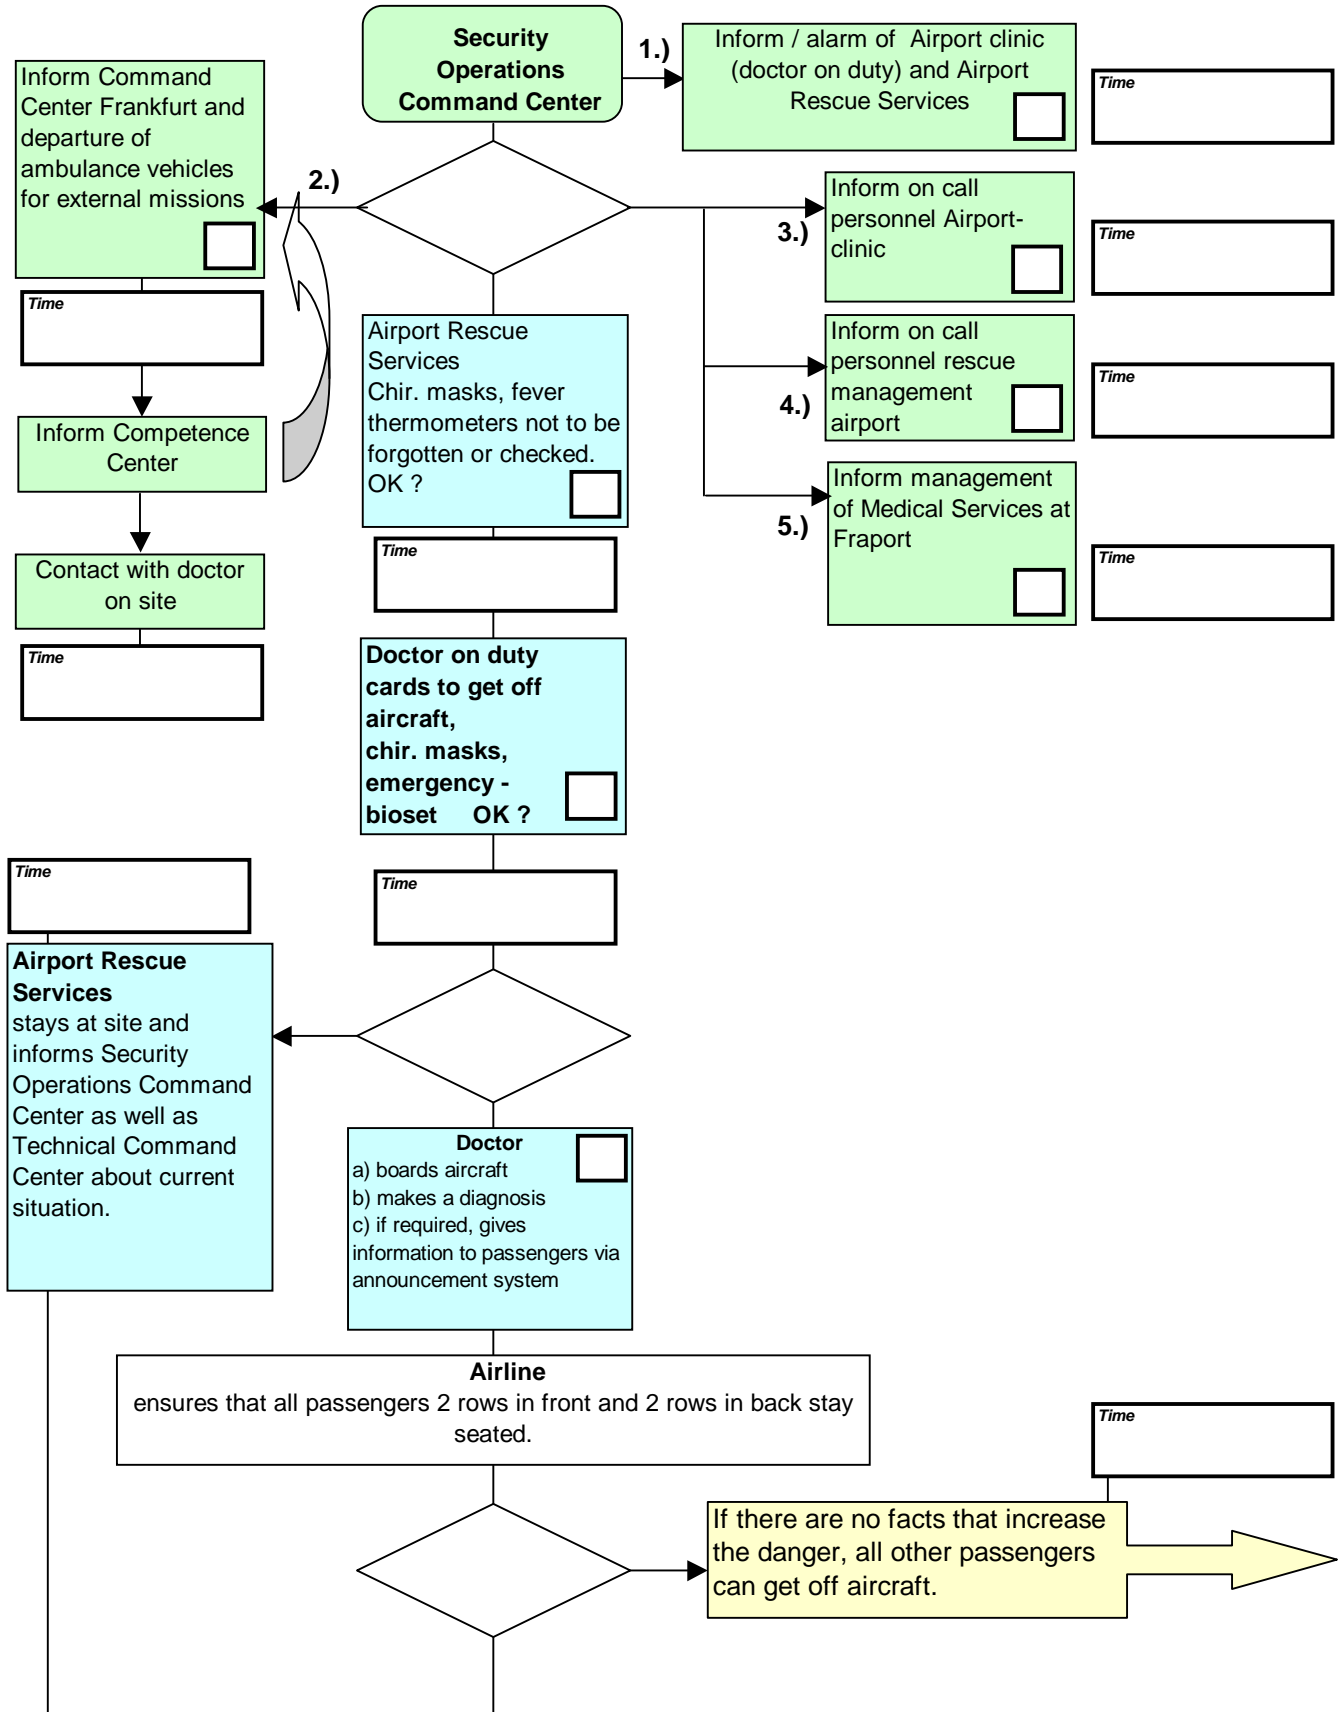 Security
Operations
Command Center
1.)
Inform / alarm of Airport clinic
(doctor on duty) and Airport
Rescue Services
Time
Inform Command
Center Frankfurt and
departure of
ambulance vehicles
for external missions
2.)
Time
Inform on call
personnel Airport-
clinic
3.)
Time
Inform on call
personnel rescue
management
airport
4.)
Time
Inform management
of Medical Services at
Fraport
5.)
Time
Inform Competence
Center
Contact with doctor
on site
Time
Airport Rescue
Services
Chir. masks, fever
thermometers not to be
forgotten or checked.
OK ?
Time
Doctor on duty
cards to get off
aircraft,
chir. masks,
emergency -
bioset OK ?
Time
Time
Airport Rescue
Services
stays at site and
informs Security
Operations Command
Center as well as
Technical Command
Center about current
situation.
Doctor
a) boards aircraft
b) makes a diagnosis
c) if required, gives
information to passengers via
announcement system
Airline
ensures that all passengers 2 rows in front and 2 rows in back stay
seated.
Time
If there are no facts that increase
the danger, all other passengers
can get off aircraft.